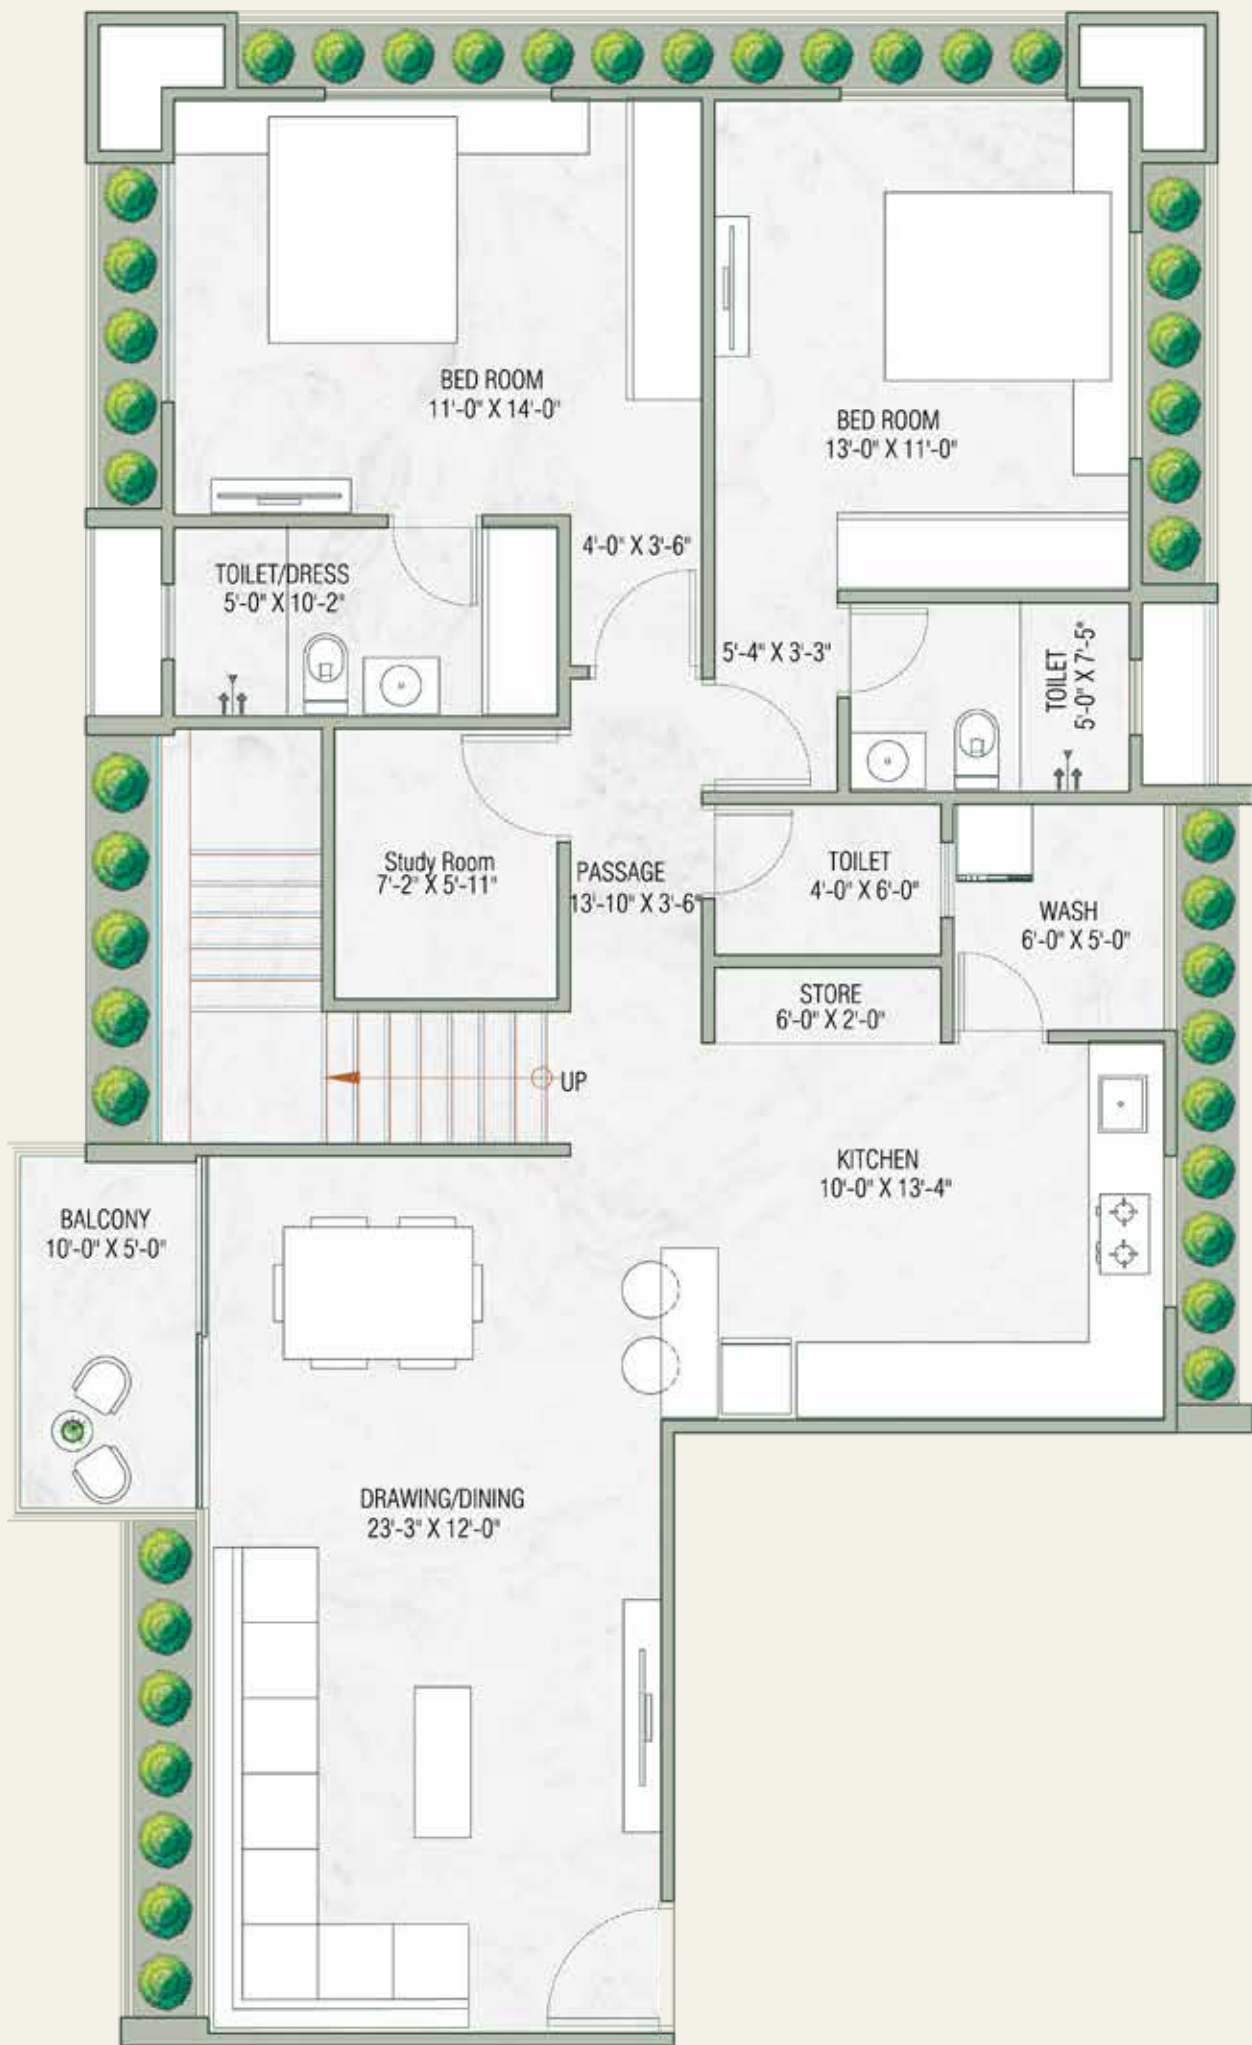 BED ROOM
11'-0" X 14'-0"
BED ROOM
13'-0" X 11'-0"
4'-0" X 3'-6"
TOILET/DRESS
5'-0" X 10'-2"
5'-4" X 3'-3"
TOILET
5'-0" X 7'-5"
Study Room
7'-2" X 5'-11"
PASSAGE
13'-10" X 3'-6"
TOILET
4'-0" X 6'-0"
WASH
6'-0" X 5'-0"
STORE
6'-0" X 2'-0"
UP
KITCHEN
10'-0" X 13'-4"
BALCONY
10'-0" X 5'-0"
DRAWING/DINING
23'-3" X 12'-0"